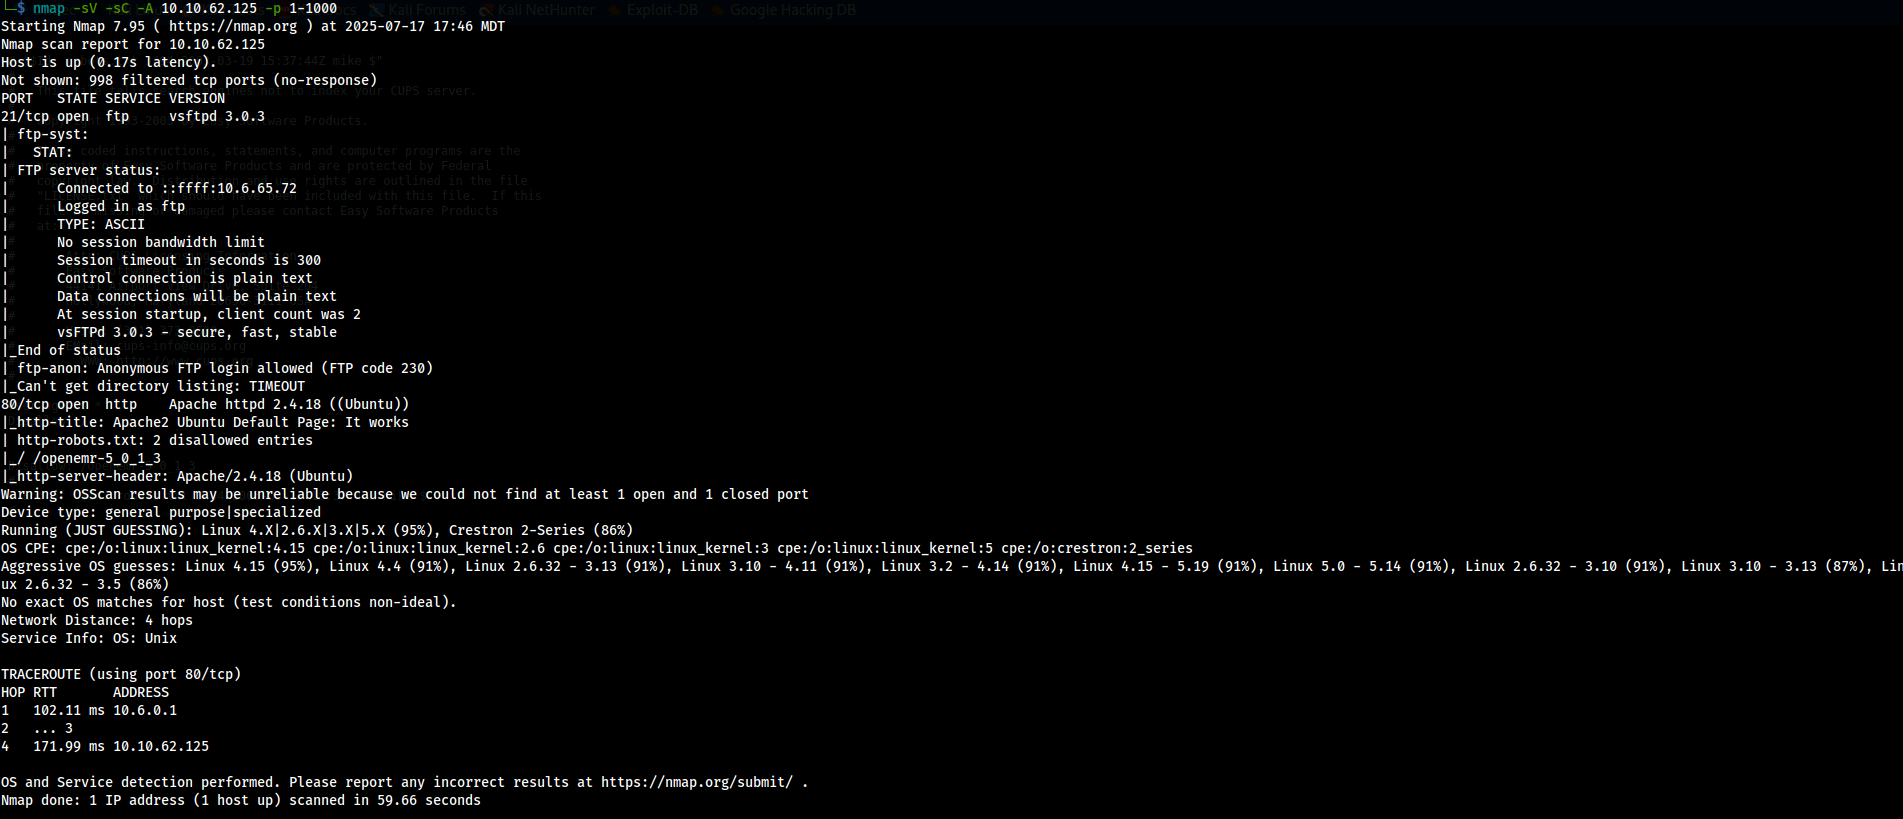 └─$ nmap -sV -sC -A 10.10.62.125 -p 1-1000
Kali Forums Kali NetHunter Exploit-DB Google Hacking DB
Starting Nmap 7.95 ( https://nmap.org ) at 2025-07-17 17:46 MDT
Nmap scan report for 10.10.62.125
Host is up (0.17s latency).
Not shown: 998 filtered tcp ports (no-response)
PORT   STATE SERVICE VERSION
21/tcp open  ftp     vsftpd 3.0.3
| ftp-syst:
|   STAT:
| FTP server status:
|      Connected to ::ffff:10.6.65.72
|      Logged in as ftp
|      TYPE: ASCII
|      No session bandwidth limit
|      Session timeout in seconds is 300
|      Control connection is plain text
|      Data connections will be plain text
|      At session startup, client count was 2
|      vsFTPd 3.0.3 - secure, fast, stable
|_End of status
| ftp-anon: Anonymous FTP login allowed (FTP code 230)
|_Can't get directory listing: TIMEOUT
80/tcp open  http    Apache httpd 2.4.18 ((Ubuntu))
|_http-title: Apache2 Ubuntu Default Page: It works
| http-robots.txt: 2 disallowed entries
|_/ /openemr-5_0_1_3
|_http-server-header: Apache/2.4.18 (Ubuntu)
Warning: OSScan results may be unreliable because we could not find at least 1 open and 1 closed port
Device type: general purpose|specialized
Running (JUST GUESSING): Linux 4.X|2.6.X|3.X|5.X (95%), Crestron 2-Series (86%)
OS CPE: cpe:/o:linux:linux_kernel:4.15 cpe:/o:linux:linux_kernel:2.6 cpe:/o:linux:linux_kernel:3 cpe:/o:linux:linux_kernel:5 cpe:/o:crestron:2_series
Aggressive OS guesses: Linux 4.15 (95%), Linux 4.4 (91%), Linux 2.6.32 - 3.13 (91%), Linux 3.10 - 4.11 (91%), Linux 3.2 - 4.14 (91%), Linux 4.15 - 5.19 (91%), Linux 5.0 - 5.14 (91%), Linux 2.6.32 - 3.10 (91%), Linux 3.10 - 3.13 (87%), Lin
ux 2.6.32 - 3.5 (86%)
No exact OS matches for host (test conditions non-ideal).
Network Distance: 4 hops
Service Info: OS: Unix
TRACEROUTE (using port 80/tcp)
HOP RTT       ADDRESS
1   102.11 ms 10.6.0.1
2   ... 3
4   171.99 ms 10.10.62.125
OS and Service detection performed. Please report any incorrect results at https://nmap.org/submit/ .
Nmap done: 1 IP address (1 host up) scanned in 59.66 seconds